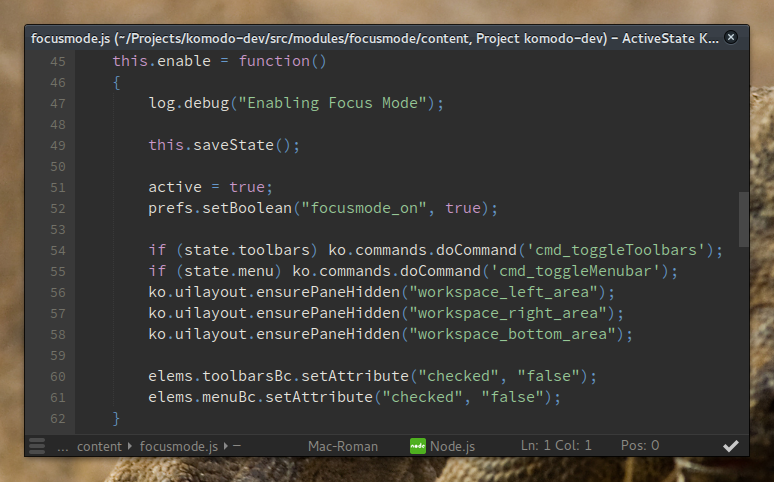 focusmode.js (~/Projects/komodo-dev/src/modules/focusmode/content, Project komodo-dev) – ActiveState K...
45 this.enable = function()
46 {
47 log.debug("Enabling Focus Mode");
48
49 this.saveState();
50
51 active = true;
52 prefs.setBoolean("focusmode_on", true);
53
54 if (state.toolbars) ko.commands.doCommand('cmd_toggleToolbars');
55 if (state.menu) ko.commands.doCommand('cmd_toggleMenubar');
56 ko.uilayout.ensurePaneHidden("workspace_left_area");
57 ko.uilayout.ensurePaneHidden("workspace_right_area");
58 ko.uilayout.ensurePaneHidden("workspace_bottom_area");
59
60 elems.toolbarsBc.setAttribute("checked", "false");
61 elems.menuBc.setAttribute("checked", "false");
62 }
... content focusmode.js – Mac-Roman node Node.js Ln: 1 Col: 1 Pos: 0